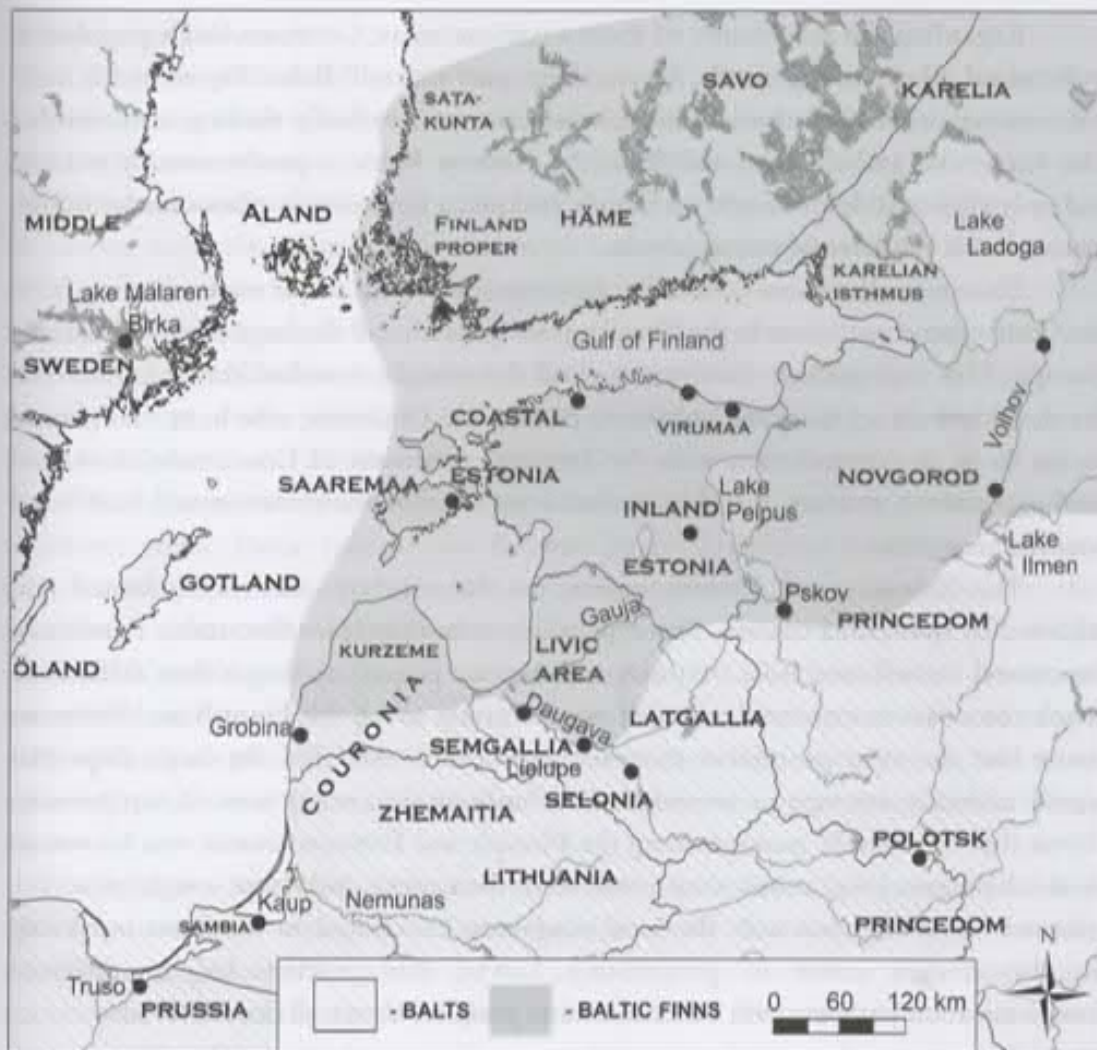 SAVO
KARELIA
SATA-
KUNTA
MIDDLE
ÅLAND
FINLAND
PROPER
HÄME
Lake
Ladoga
KARELIAN
ISTHMUS
Lake Mälaren
Birka
SWEDEN
Gulf of Finland
COASTAL
ESTONIA
VIRUMAA
Volhov
SAAREMAA
Lake
Peipus
NOVGOROD
INLAND
ESTONIA
Lake
Ilmen
GOTLAND
Gauja
Pskov
PRINCEDOM
KURZEME
LIVIC
AREA
ÖLAND
COURONIA
Daugava
LATGALLIA
Grobina
SEMGALLIA
Lielupe
SELONIA
ZHEMAITIA
POLOTSK
LITHUANIA
Kaup
Nemunas
SAMBIA
PRINCEDOM
Truso
PRUSSIA
- BALTS
- BALTIC FINNS
0 60 120 km
N